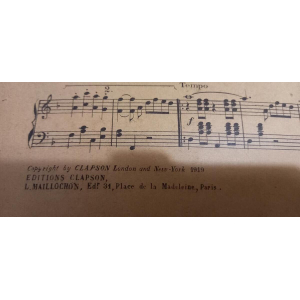 2
Tempo
f
Copyright by CLAPSON London and New-York 1919
EDITIONS CLAPSON,
L. MAILLOCHON, Edr 34, Place de la Madeleine, Paris.